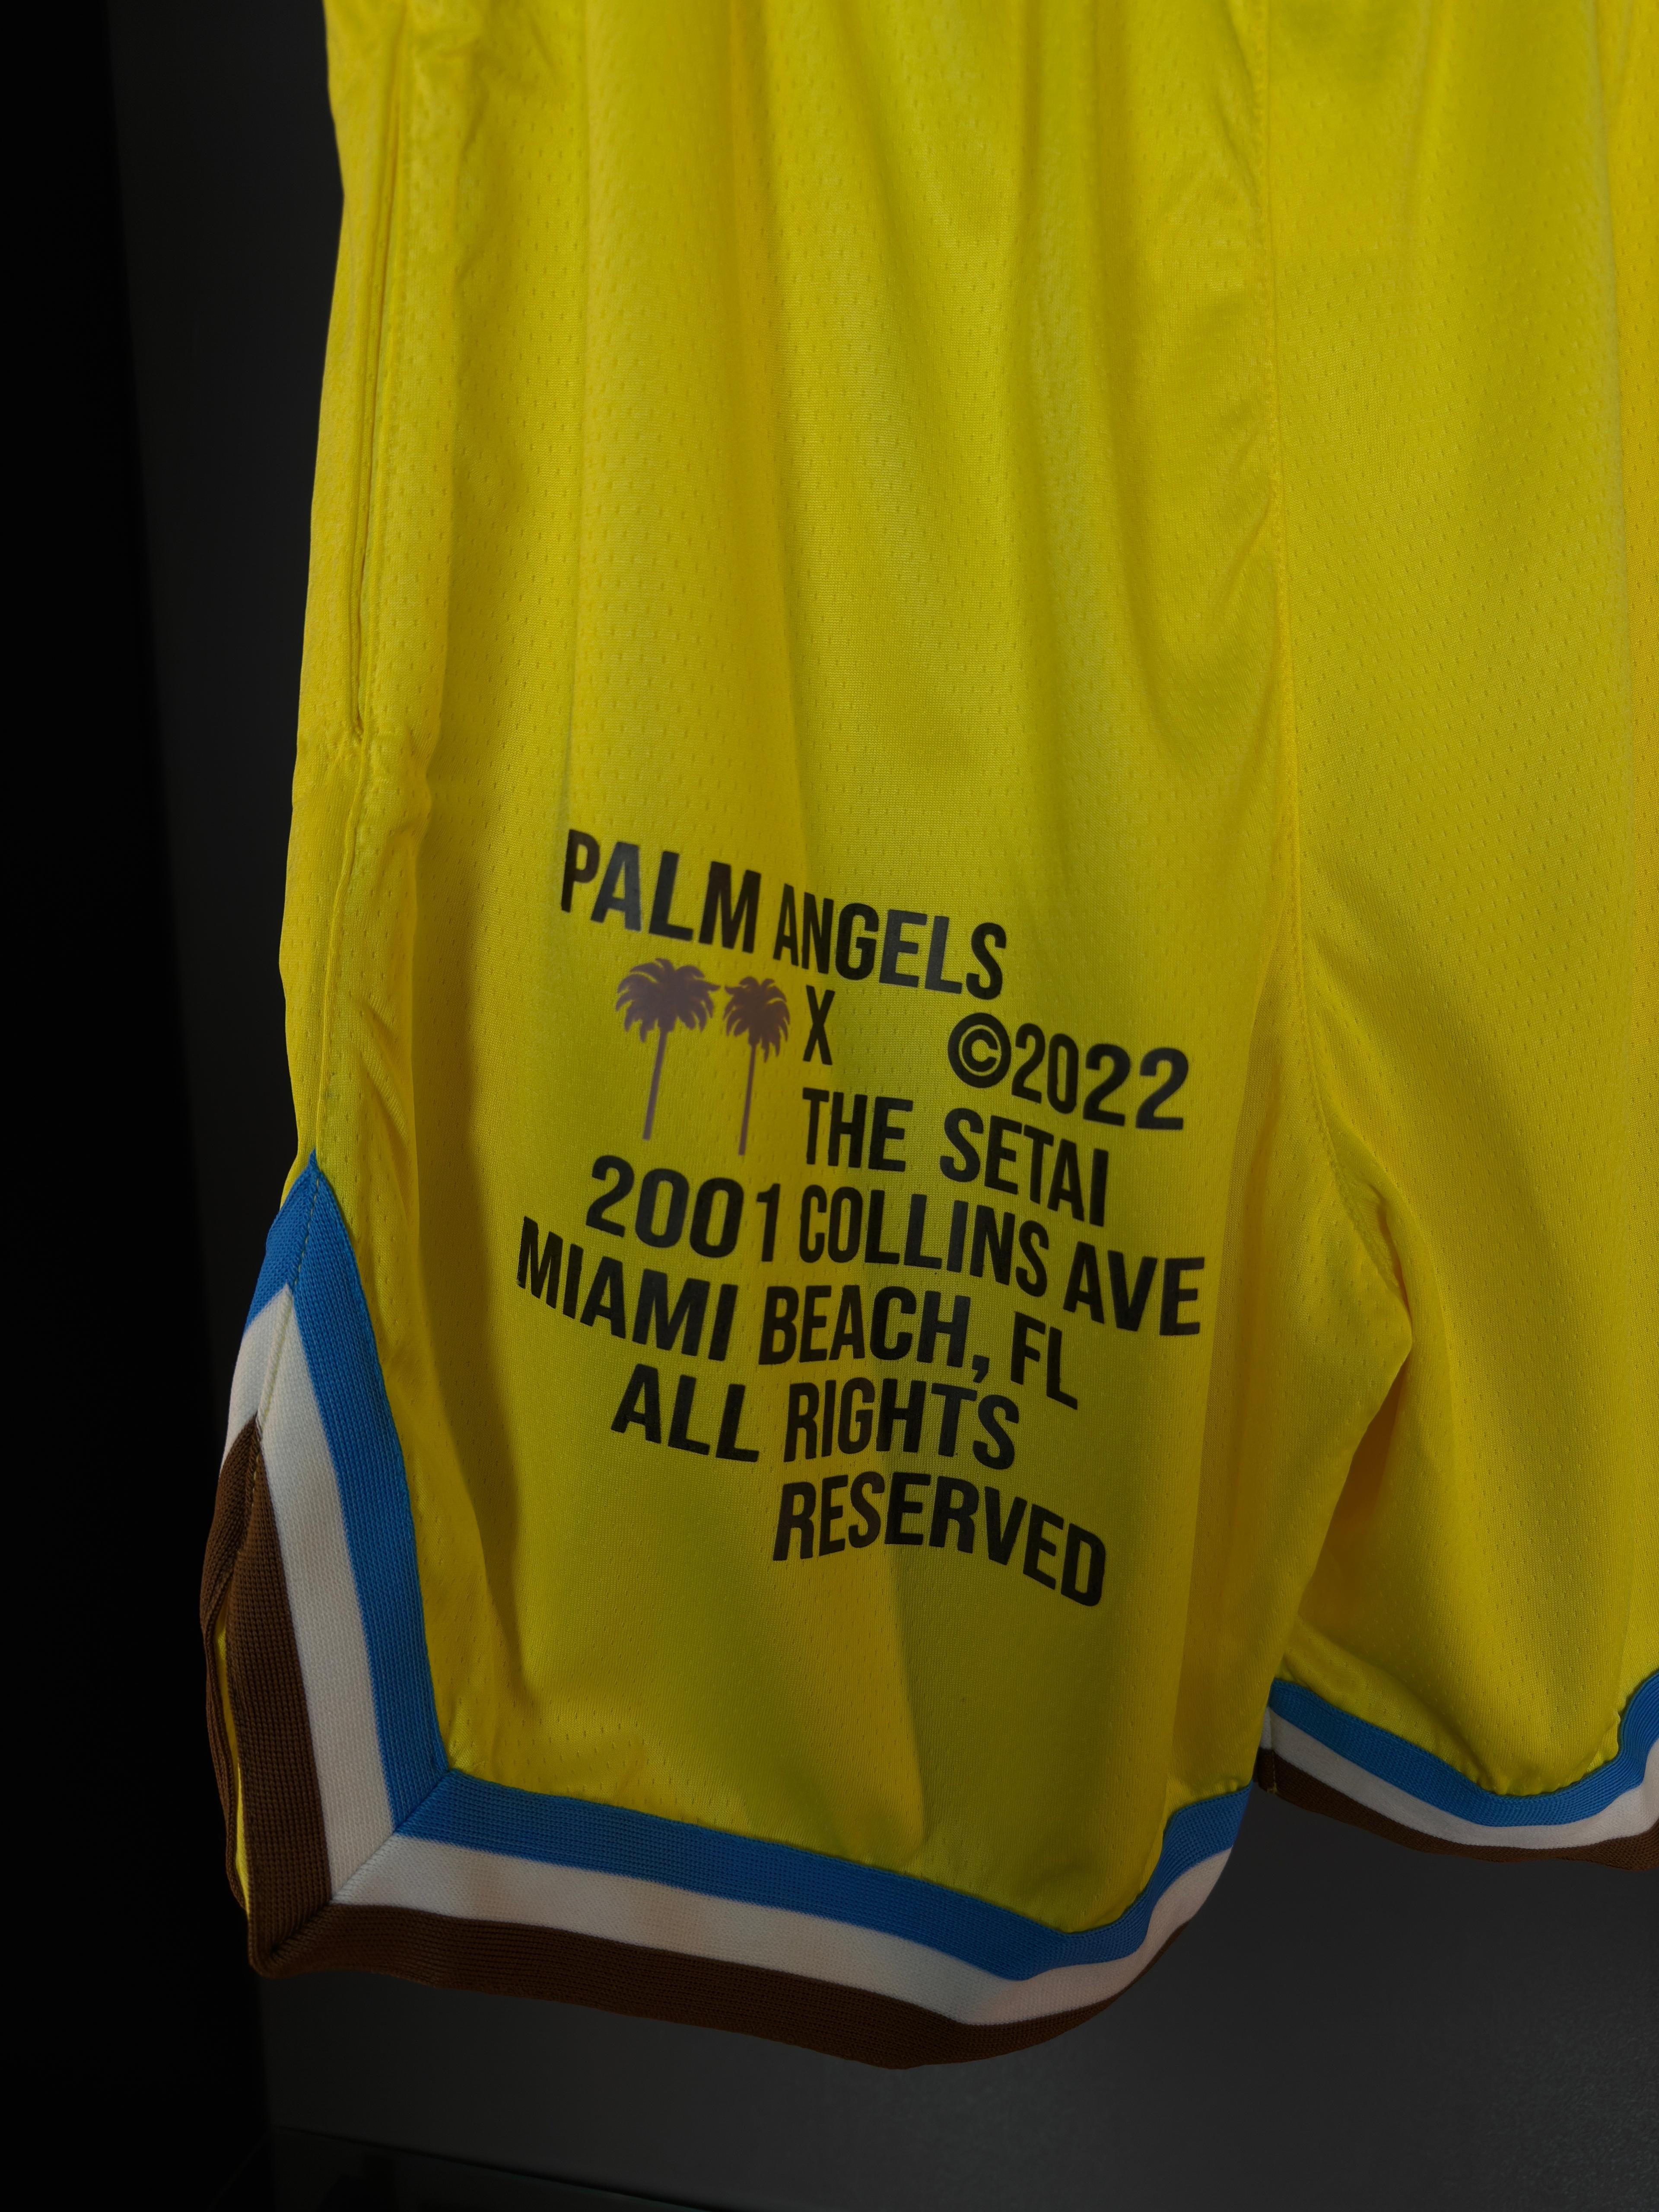 PALM ANGELS
X ©2022
THE SETAI
2001 COLLINS AVE
MIAMI BEACH, FL
ALL RIGHTS
RESERVED